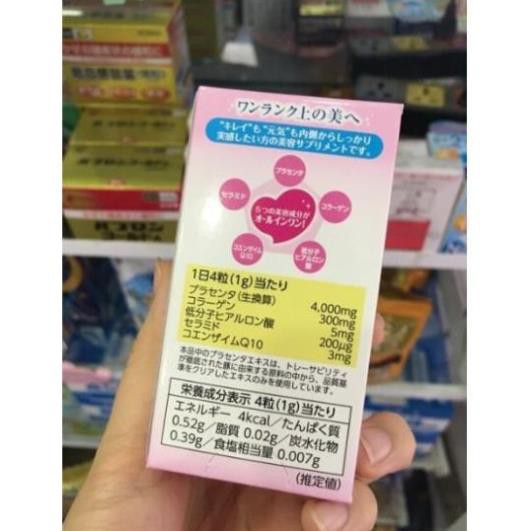 ワンランク上の美へ
"キレイ"も"元気"も内側からしっかり
実感したい方の美容サプリメントです。
プラセンタ
セラミド
コラーゲン
5つの美容成分が
オールインワン!
コエンザイム
Q10
低分子
ヒアルロン
酸
1日4粒(1g)当たり
プラセンタ(生換算) 4,000mg
コラーゲン 300mg
低分子ヒアルロン酸 5mg
セラミド 200μg
コエンザイムQ10 3mg
本品中のプラセンタエキスは、トレーサビリティ
が徹底された豚に由来する原料の中から、品質基
準をクリアしたエキスのみを使用しています。
栄養成分表示 4粒(1g)当たり
エネルギー 4kcal/たんぱく質
0.52g/脂質 0.02g/炭水化物
0.39g/食塩相当量 0.007g
(推定値)